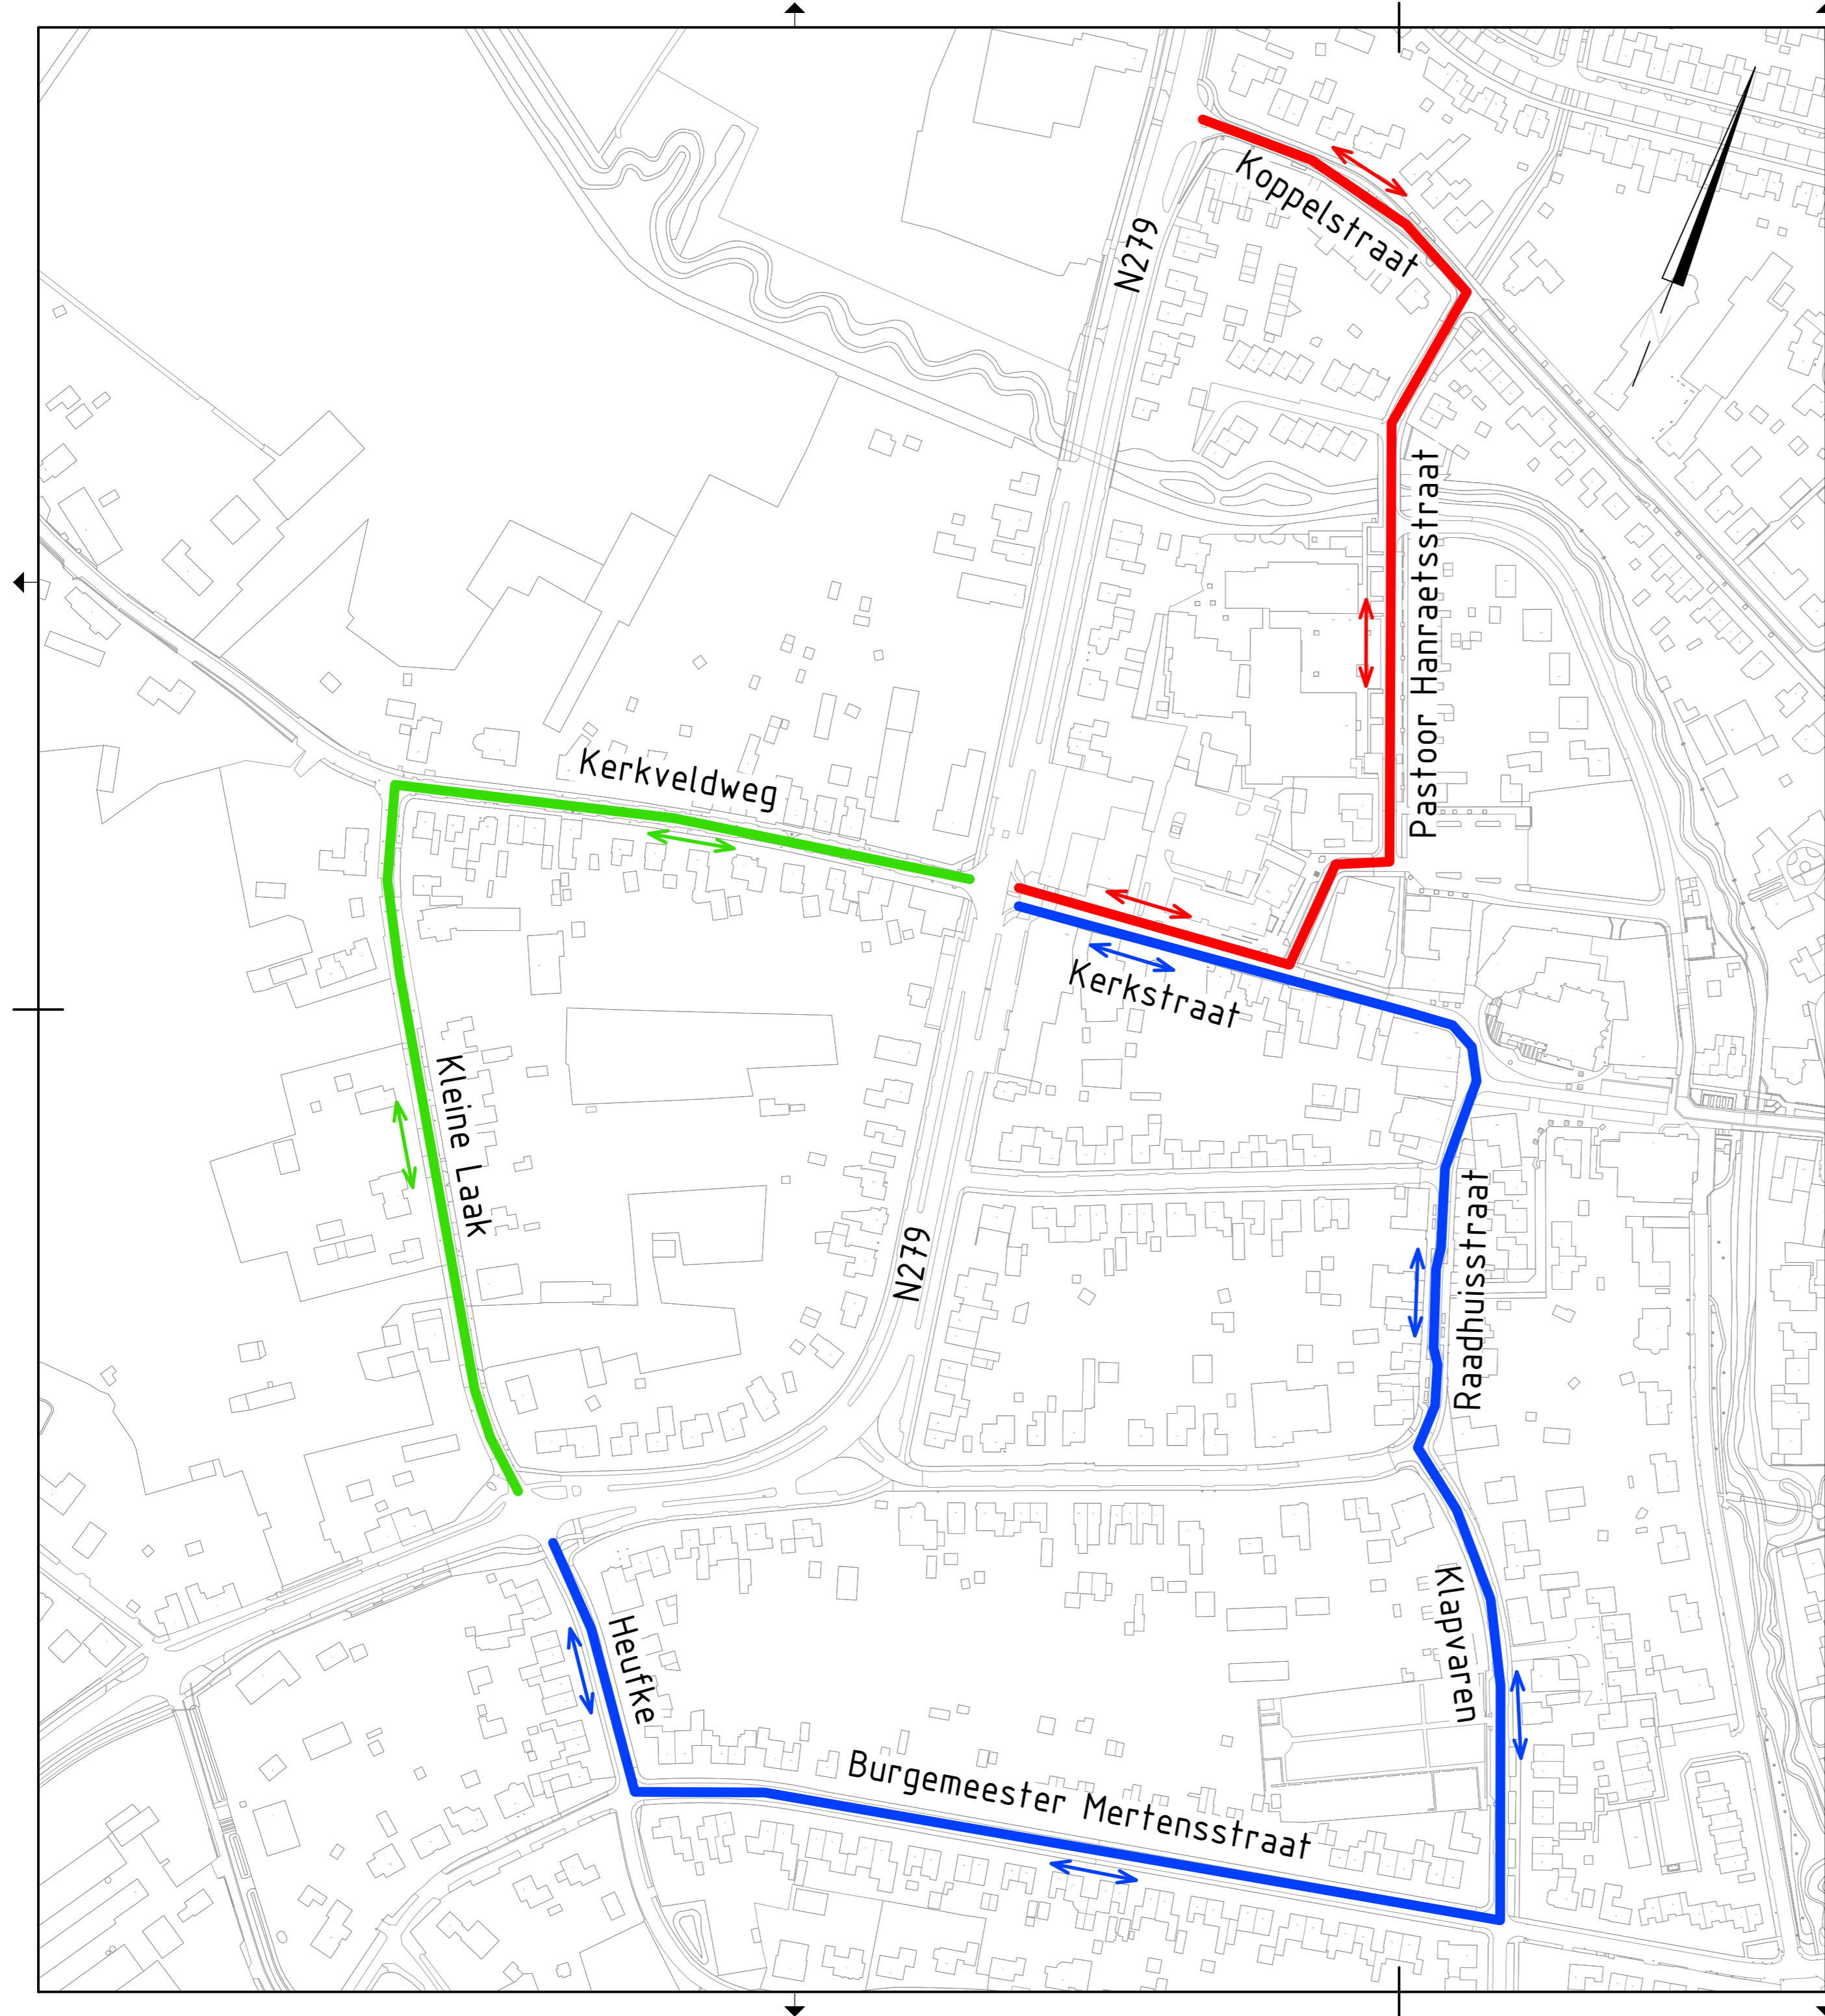 Koppelstraat
N279
Pastoor Hanraetsstraat
Kerkveldweg
Kerkstraat
Kleine Laak
Raadhuisstraat
N279
Klapvaren
Heufke
Burgemeester Mertensstraat